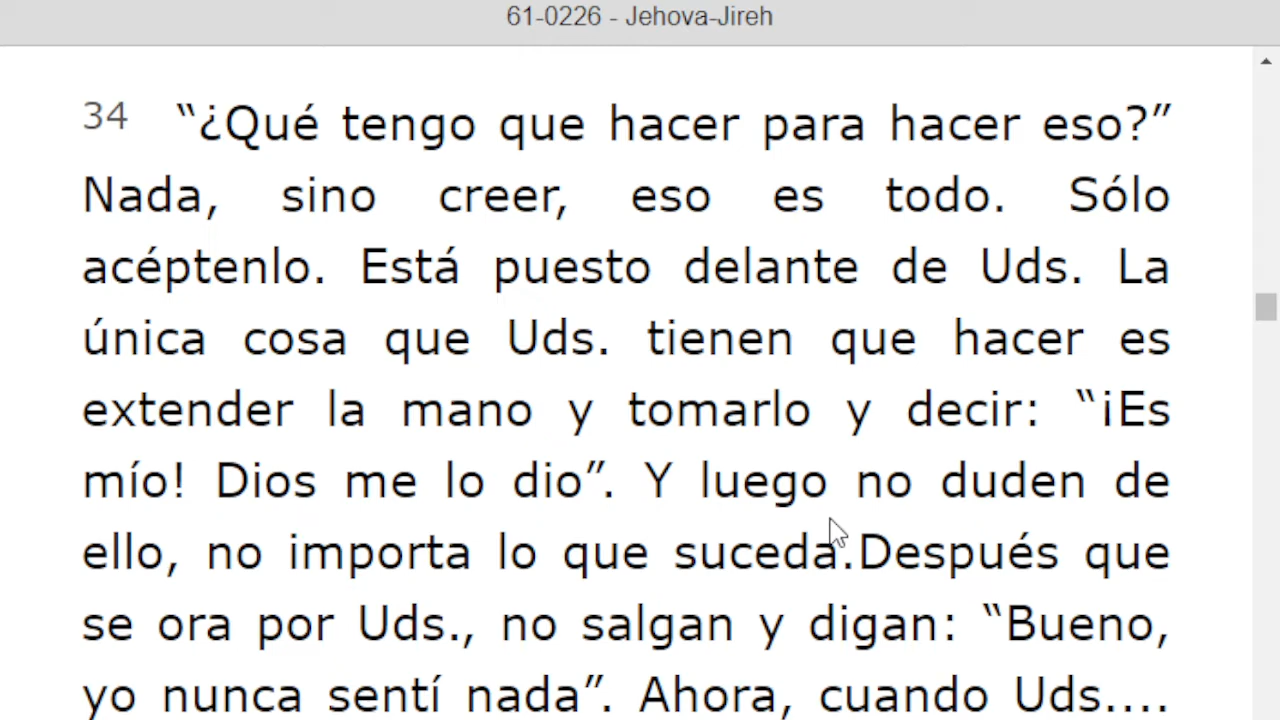 61-0226 - Jehova-Jireh
34 “¿Qué tengo que hacer para hacer eso?”
Nada, sino creer, eso es todo. Sólo
acéptenlo. Está puesto delante de Uds. La
única cosa que Uds. tienen que hacer es
extender la mano y tomarlo y decir: “¡Es
mío! Dios me lo dio”. Y luego no duden de
ello, no importa lo que suceda.Después que
se ora por Uds., no salgan y digan: “Bueno,
yo nunca sentí nada”. Ahora, cuando Uds....